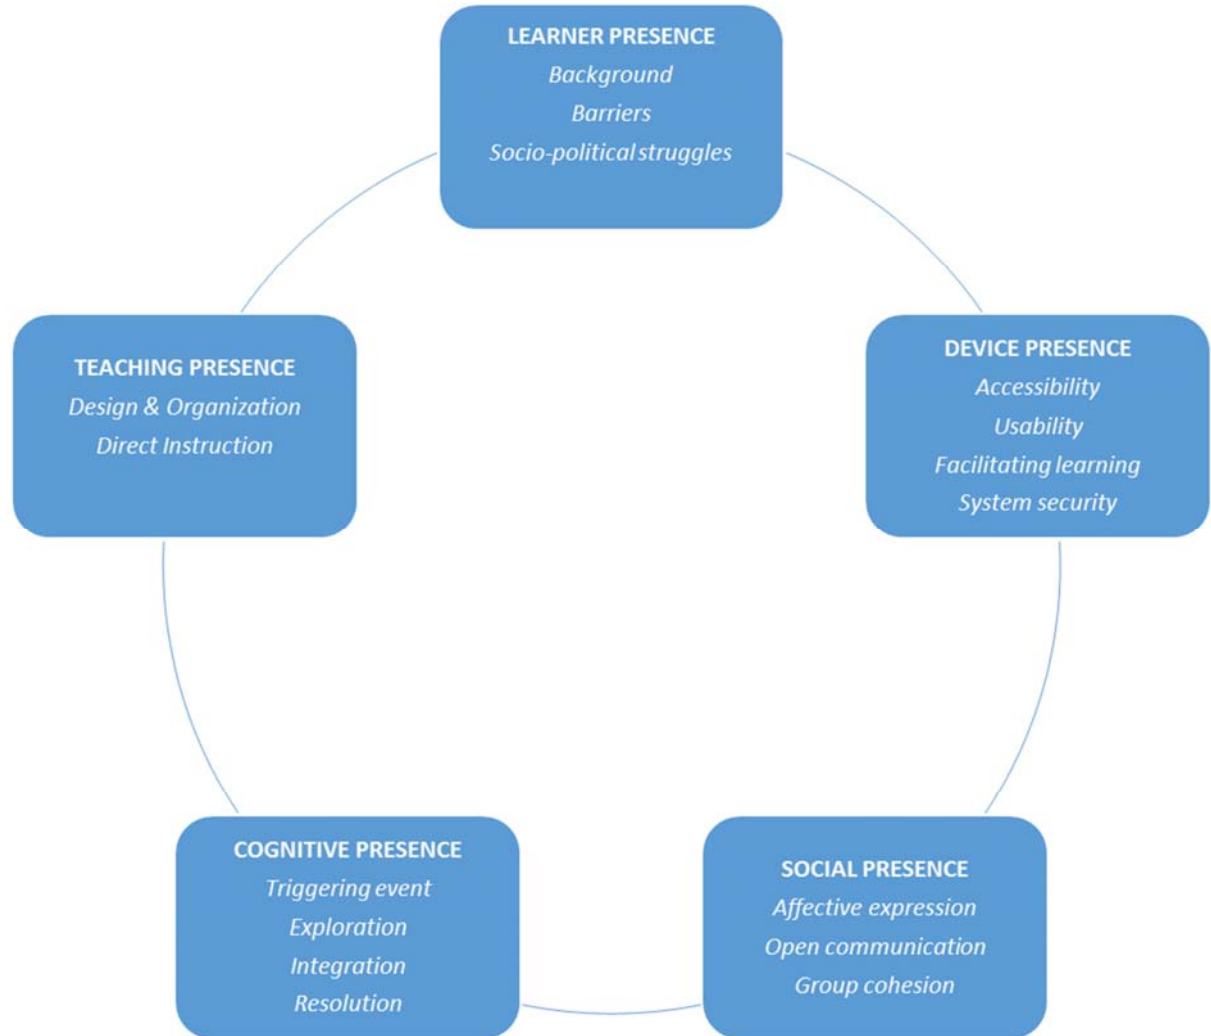 LEARNER PRESENCE
Background
Barriers
Socio-political struggles
TEACHING PRESENCE
Design & Organization
Direct Instruction
DEVICE PRESENCE
Accessibility
Usability
Facilitating learning
System security
COGNITIVE PRESENCE
Triggering event
Exploration
Integration
Resolution
SOCIAL PRESENCE
Affective expression
Open communication
Group cohesion